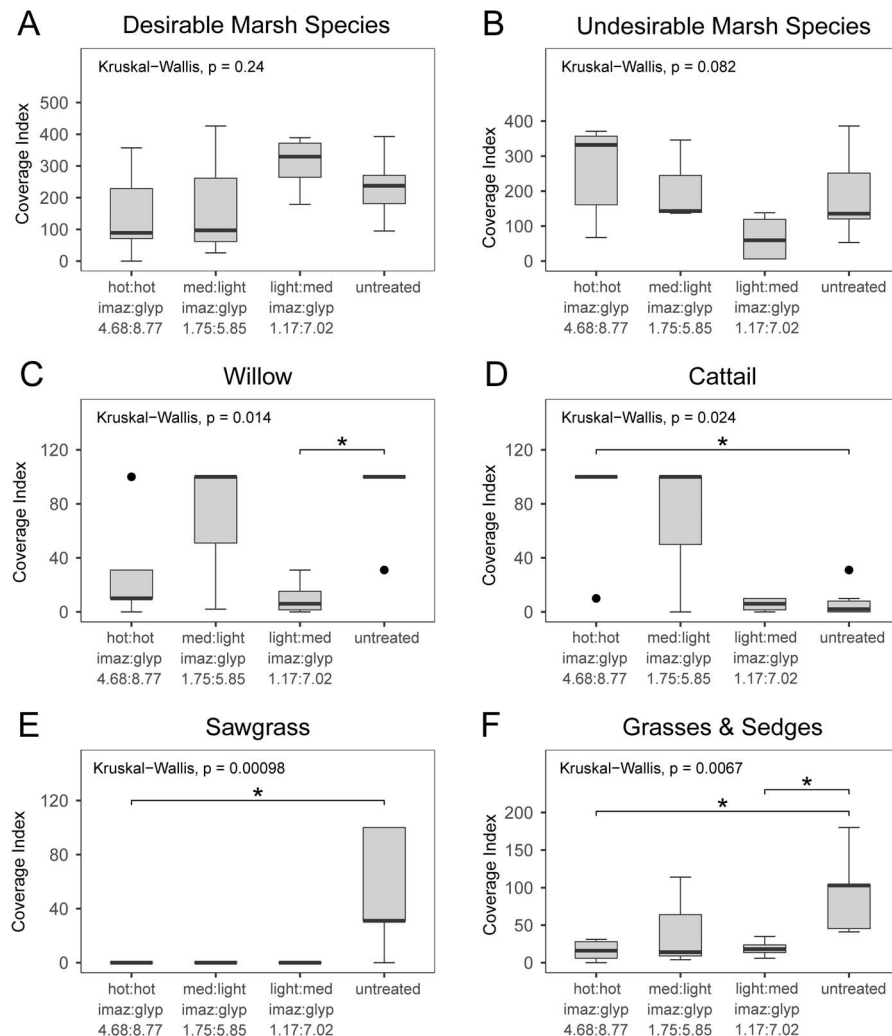 A
Desirable Marsh Species
Kruskal−Wallis, p = 0.24
Coverage Index
500
400
300
200
100
0
hot:hot med:light light:med untreated
imaz:glyp imaz:glyp imaz:glyp
4.68:8.77 1.75:5.85 1.17:7.02
B
Undesirable Marsh Species
Kruskal−Wallis, p = 0.082
Coverage Index
400
300
200
100
0
hot:hot med:light light:med untreated
imaz:glyp imaz:glyp imaz:glyp
4.68:8.77 1.75:5.85 1.17:7.02
C
Willow
Kruskal−Wallis, p = 0.014
*
Coverage Index
120
80
40
0
hot:hot med:light light:med untreated
imaz:glyp imaz:glyp imaz:glyp
4.68:8.77 1.75:5.85 1.17:7.02
D
Cattail
Kruskal−Wallis, p = 0.024
*
Coverage Index
120
80
40
0
hot:hot med:light light:med untreated
imaz:glyp imaz:glyp imaz:glyp
4.68:8.77 1.75:5.85 1.17:7.02
E
Sawgrass
Kruskal−Wallis, p = 0.00098
*
Coverage Index
120
80
40
0
hot:hot med:light light:med untreated
imaz:glyp imaz:glyp imaz:glyp
4.68:8.77 1.75:5.85 1.17:7.02
F
Grasses & Sedges
Kruskal−Wallis, p = 0.0067
* *
Coverage Index
200
150
100
50
0
hot:hot med:light light:med untreated
imaz:glyp imaz:glyp imaz:glyp
4.68:8.77 1.75:5.85 1.17:7.02